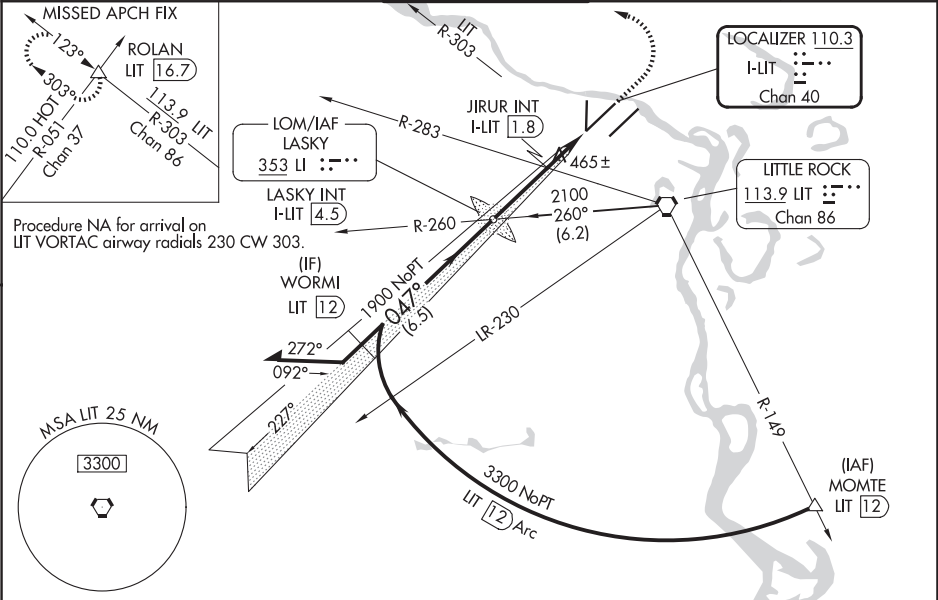 MISSED APCH FIX
123°
ROLAN
LIT 16.7
303°
110.0 HOT
R-051
Chan 37
113.9 LIT
R-303
Chan 86
LIT
R-303
LOCALIZER 110.3
I-LIT
Chan 40
JIRUR INT
I-LIT 1.8
R-283
LOM/IAF
LASKY
353 LI
465±
LITTLE ROCK
113.9 LIT
Chan 86
LASKY INT
I-LIT 4.5
R-260
2100
260°
(6.2)
Procedure NA for arrival on
LIT VORTAC airway radials 230 CW 303.
(IF)
WORMI
LIT 12
1900 NoPT
047°
(6.5)
LR-230
272°
092°
227°
R-149
MSA LIT 25 NM
3300
3300 NoPT
LIT 12 Arc
(IAF)
MOMTE
LIT 12